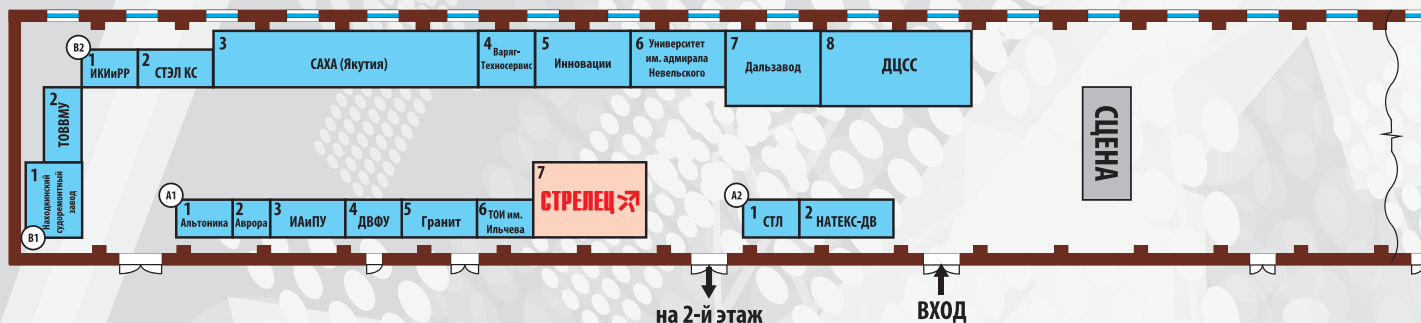 B2
1
ИКИиРР
2
СТЭЛ КС
3
САХА (Якутия)
4
Варяг-
Техносервис
5
Инновации
6 Университет
им. адмирала
Невельского
7
Дальзавод
8
ДЦСС
2
ТОВВМУ
1
Находкинский
судоремонтный
завод
B1
A1
1
Альтоника
2
Аврора
3
ИАиПУ
4
ДВФУ
5
Гранит
6 ТОИ им.
Ильчева
7
СТРЕЛЕЦ
A2
1
СТЛ
2
НАТЕКС-ДВ
СЦЕНА
на 2-й этаж
ВХОД